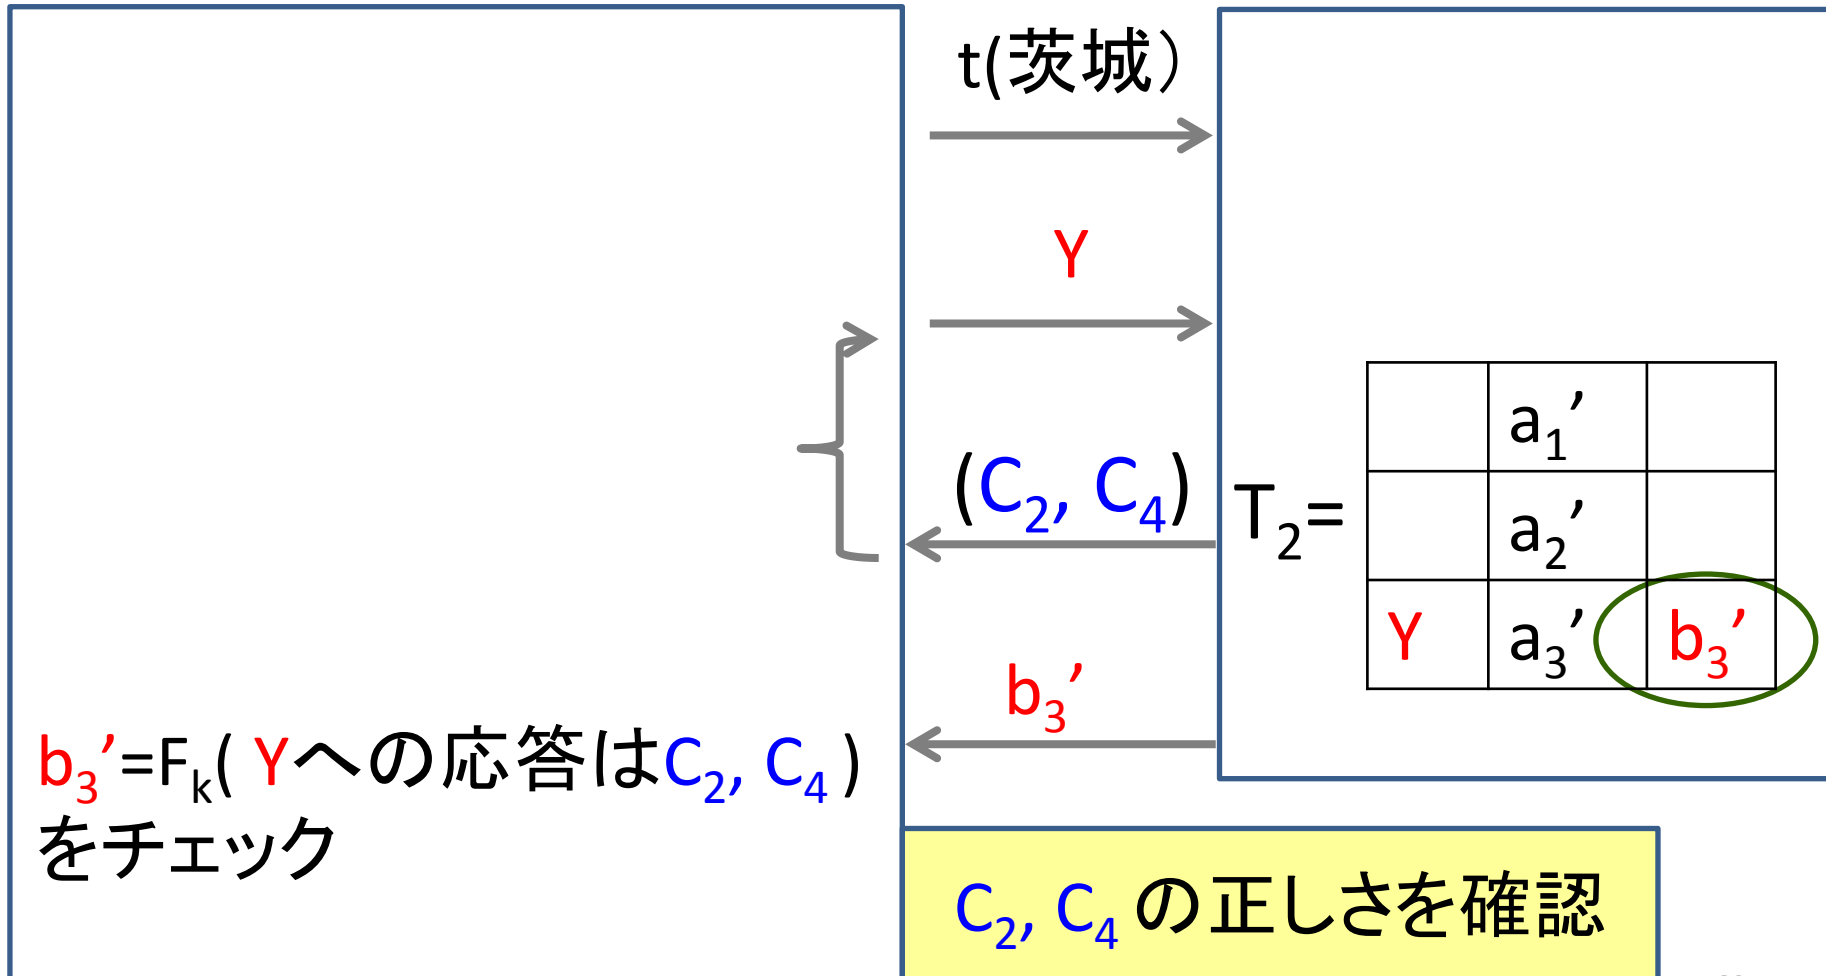 t(茨城）
Y
(C₂, C₄)
T₂=
a₁’
a₂’
Y a₃’ b₃’
b₃’
b₃’=Fₖ( Yへの応答はC₂, C₄ )
をチェック
C₂, C₄ の正しさを確認